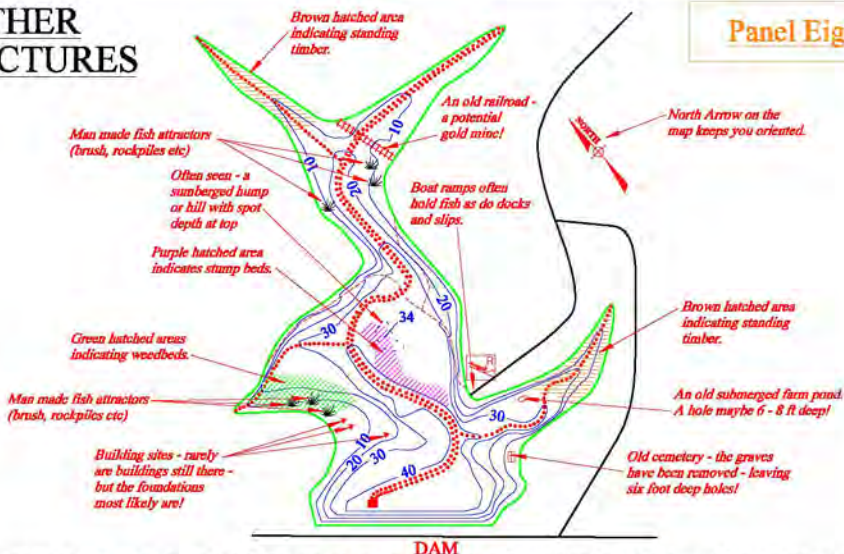 THER
CTURES
Panel Eig
Brown hatched area
indicating standing
timber.
An old railroad -
a potential
gold mine!
NORTH
North Arrow on the
map keeps you oriented.
Man made fish attractors
(brush, rockpiles etc)
Often seen - a
sumberged hump
or hill with spot
depth at top
Boat ramps often
hold fish as do docks
and slips.
Purple hatched area
indicates stump beds.
Green hatched areas
indicating weedbeds.
Brown hatched area
indicating standing
timber.
Man made fish attractors
(brush, rockpiles etc)
An old submerged farm pond.
A hole maybe 6 - 8 ft deep!
Building sites - rarely
are buildings still there -
but the foundations
most likely are!
Old cemetery - the graves
have been removed - leaving
six foot deep holes!
10
10
20
20
34
30
30
10
20
30
40
DAM